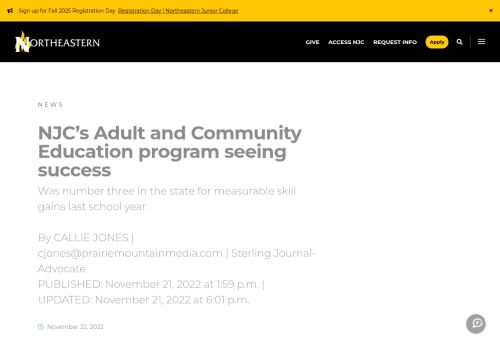 Sign up for Fall 2025 Registration Day Registration Day | Northeastern Junior College ×
NORTHEASTERN GIVE ACCESS NJC REQUEST INFO Apply
NEWS
NJC's Adult and Community
Education program seeing
success
Was number three in the state for measurable skill
gains last school year.
By CALLIE JONES |
cjones@prairiemountainmedia.com | Sterling Journal-
Advocate
PUBLISHED: November 21, 2022 at 1:59 p.m. |
UPDATED: November 21, 2022 at 6:01 p.m.
November 22, 2022